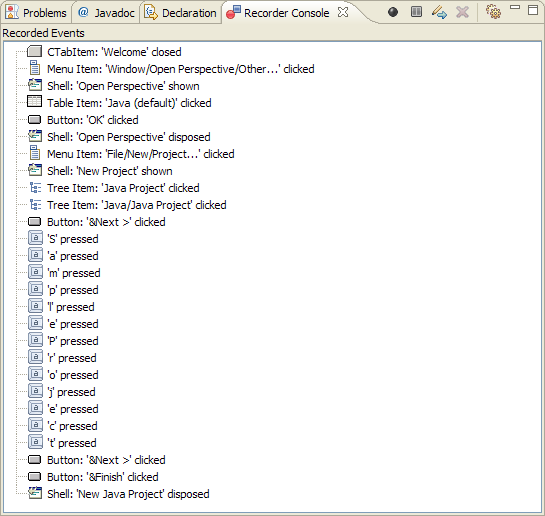 Problems Javadoc Declaration Recorder Console
Recorded Events
CTabItem: 'Welcome' closed
Menu Item: 'Window/Open Perspective/Other...' clicked
Shell: 'Open Perspective' shown
Table Item: 'Java (default)' clicked
Button: 'OK' clicked
Shell: 'Open Perspective' disposed
Menu Item: 'File/New/Project...' clicked
Shell: 'New Project' shown
Tree Item: 'Java Project' clicked
Tree Item: 'Java/Java Project' clicked
Button: '&Next >' clicked
'S' pressed
'a' pressed
'm' pressed
'p' pressed
'l' pressed
'e' pressed
'P' pressed
'r' pressed
'o' pressed
'j' pressed
'e' pressed
'c' pressed
't' pressed
Button: '&Next >' clicked
Button: '&Finish' clicked
Shell: 'New Java Project' disposed